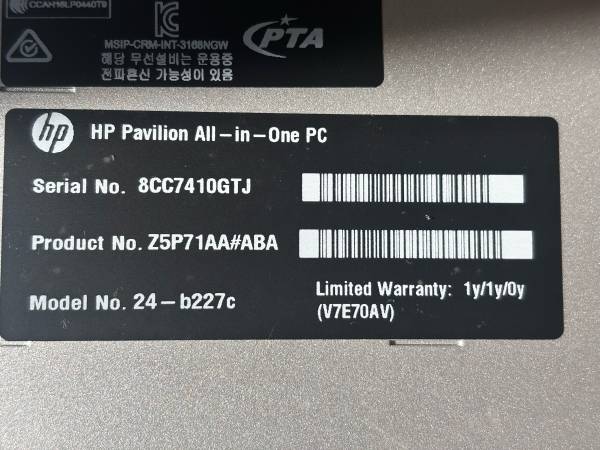 CCAH16LP0440T9
MSIP-CRM-INT-3168NGW
해당 무선설비는 운용중
전파혼신 가능성이 있음
PTA
hp HP Pavilion All-in-One PC
Serial No. 8CC7410GTJ
Product No. Z5P71AA#ABA
Model No. 24-b227c
Limited Warranty: 1y/1y/0y
(V7E70AV)